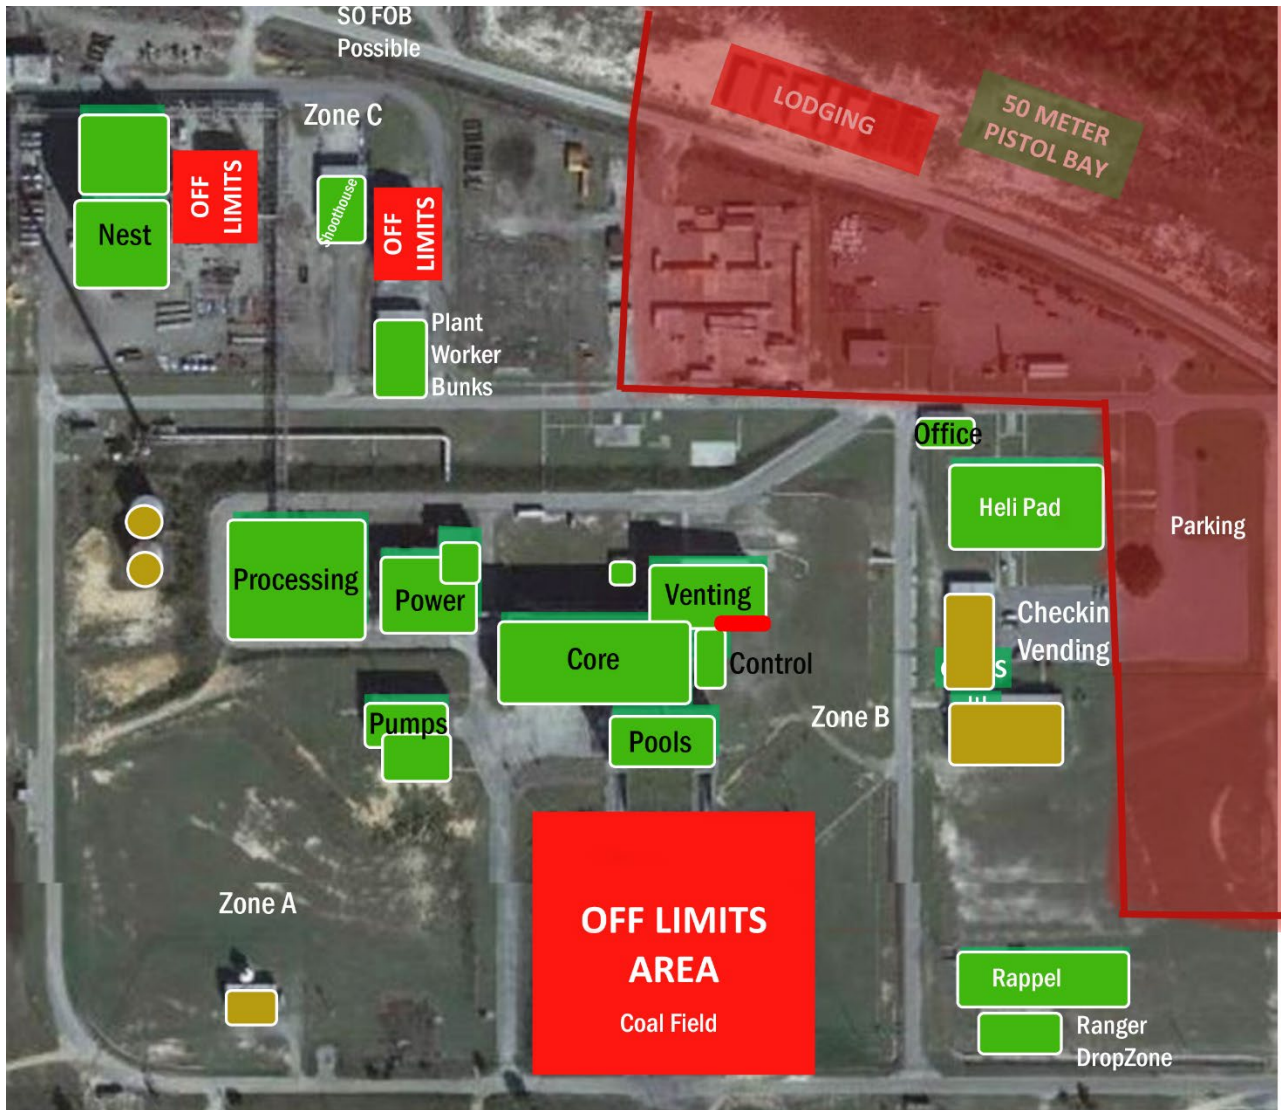 SO FOB
Possible
Zone C
LODGING
50 METER
PISTOL BAY
OFF
LIMITS
Shoothouse
OFF
LIMITS
Nest
Plant
Worker
Bunks
Office
Heli Pad
Parking
Processing
Power
Venting
Checkin
Vending
Core
Control
Pumps
Pools
Zone B
Zone A
OFF LIMITS
AREA
Coal Field
Rappel
Ranger
DropZone